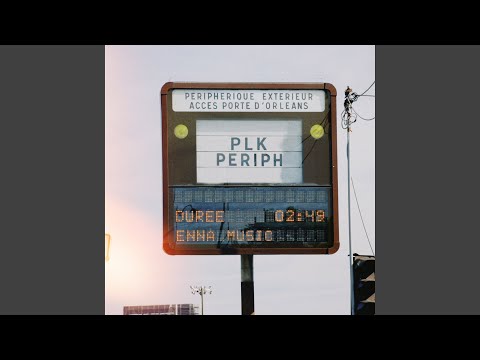 PERIPHERIQUE EXTERIEUR
ACCES PORTE D'ORLEANS
PLK
PERIPH
DUREE 02:49
ENNA MUSIC